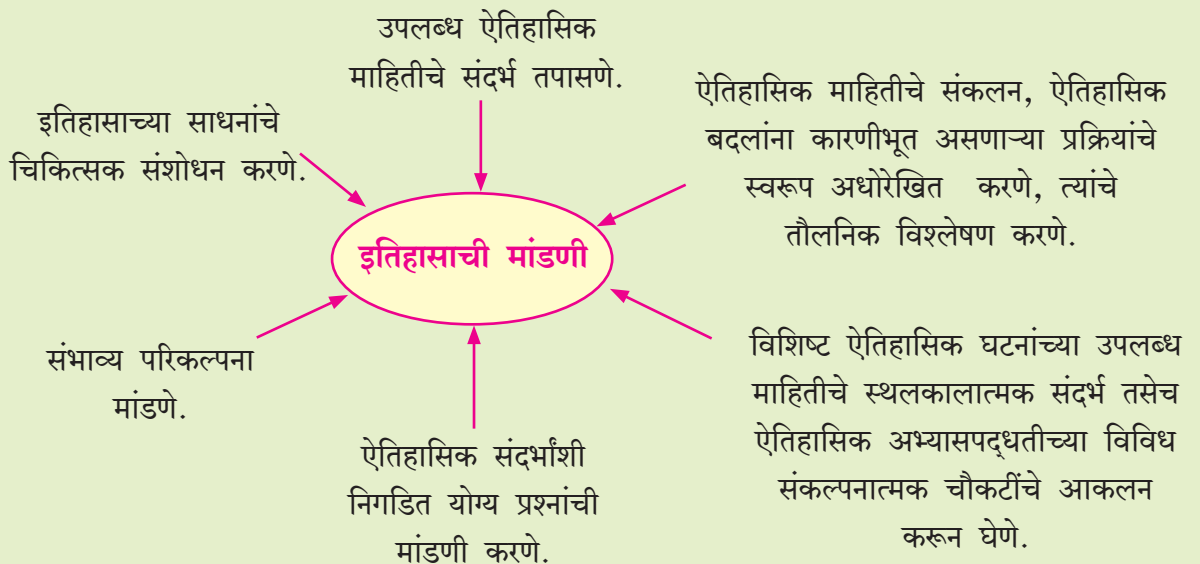 उपलब्ध ऐतिहासिक
माहितीचे संदर्भ तपासणे.
ऐतिहासिक माहितीचे संकलन, ऐतिहासिक
बदलांना कारणीभूत असणाऱ्या प्रक्रियांचे
स्वरूप अधोरेखित करणे, त्यांचे
तौलनिक विश्लेषण करणे.
इतिहासाच्या साधनांचे
चिकित्सक संशोधन करणे.
इतिहासाची मांडणी
संभाव्य परिकल्पना
मांडणे.
विशिष्ट ऐतिहासिक घटनांच्या उपलब्ध
माहितीचे स्थलकालात्मक संदर्भ तसेच
ऐतिहासिक अभ्यासपद्धतीच्या विविध
संकल्पनात्मक चौकटींचे आकलन
करून घेणे.
ऐतिहासिक संदर्भांशी
निगडित योग्य प्रश्नांची
मांडणी करणे.